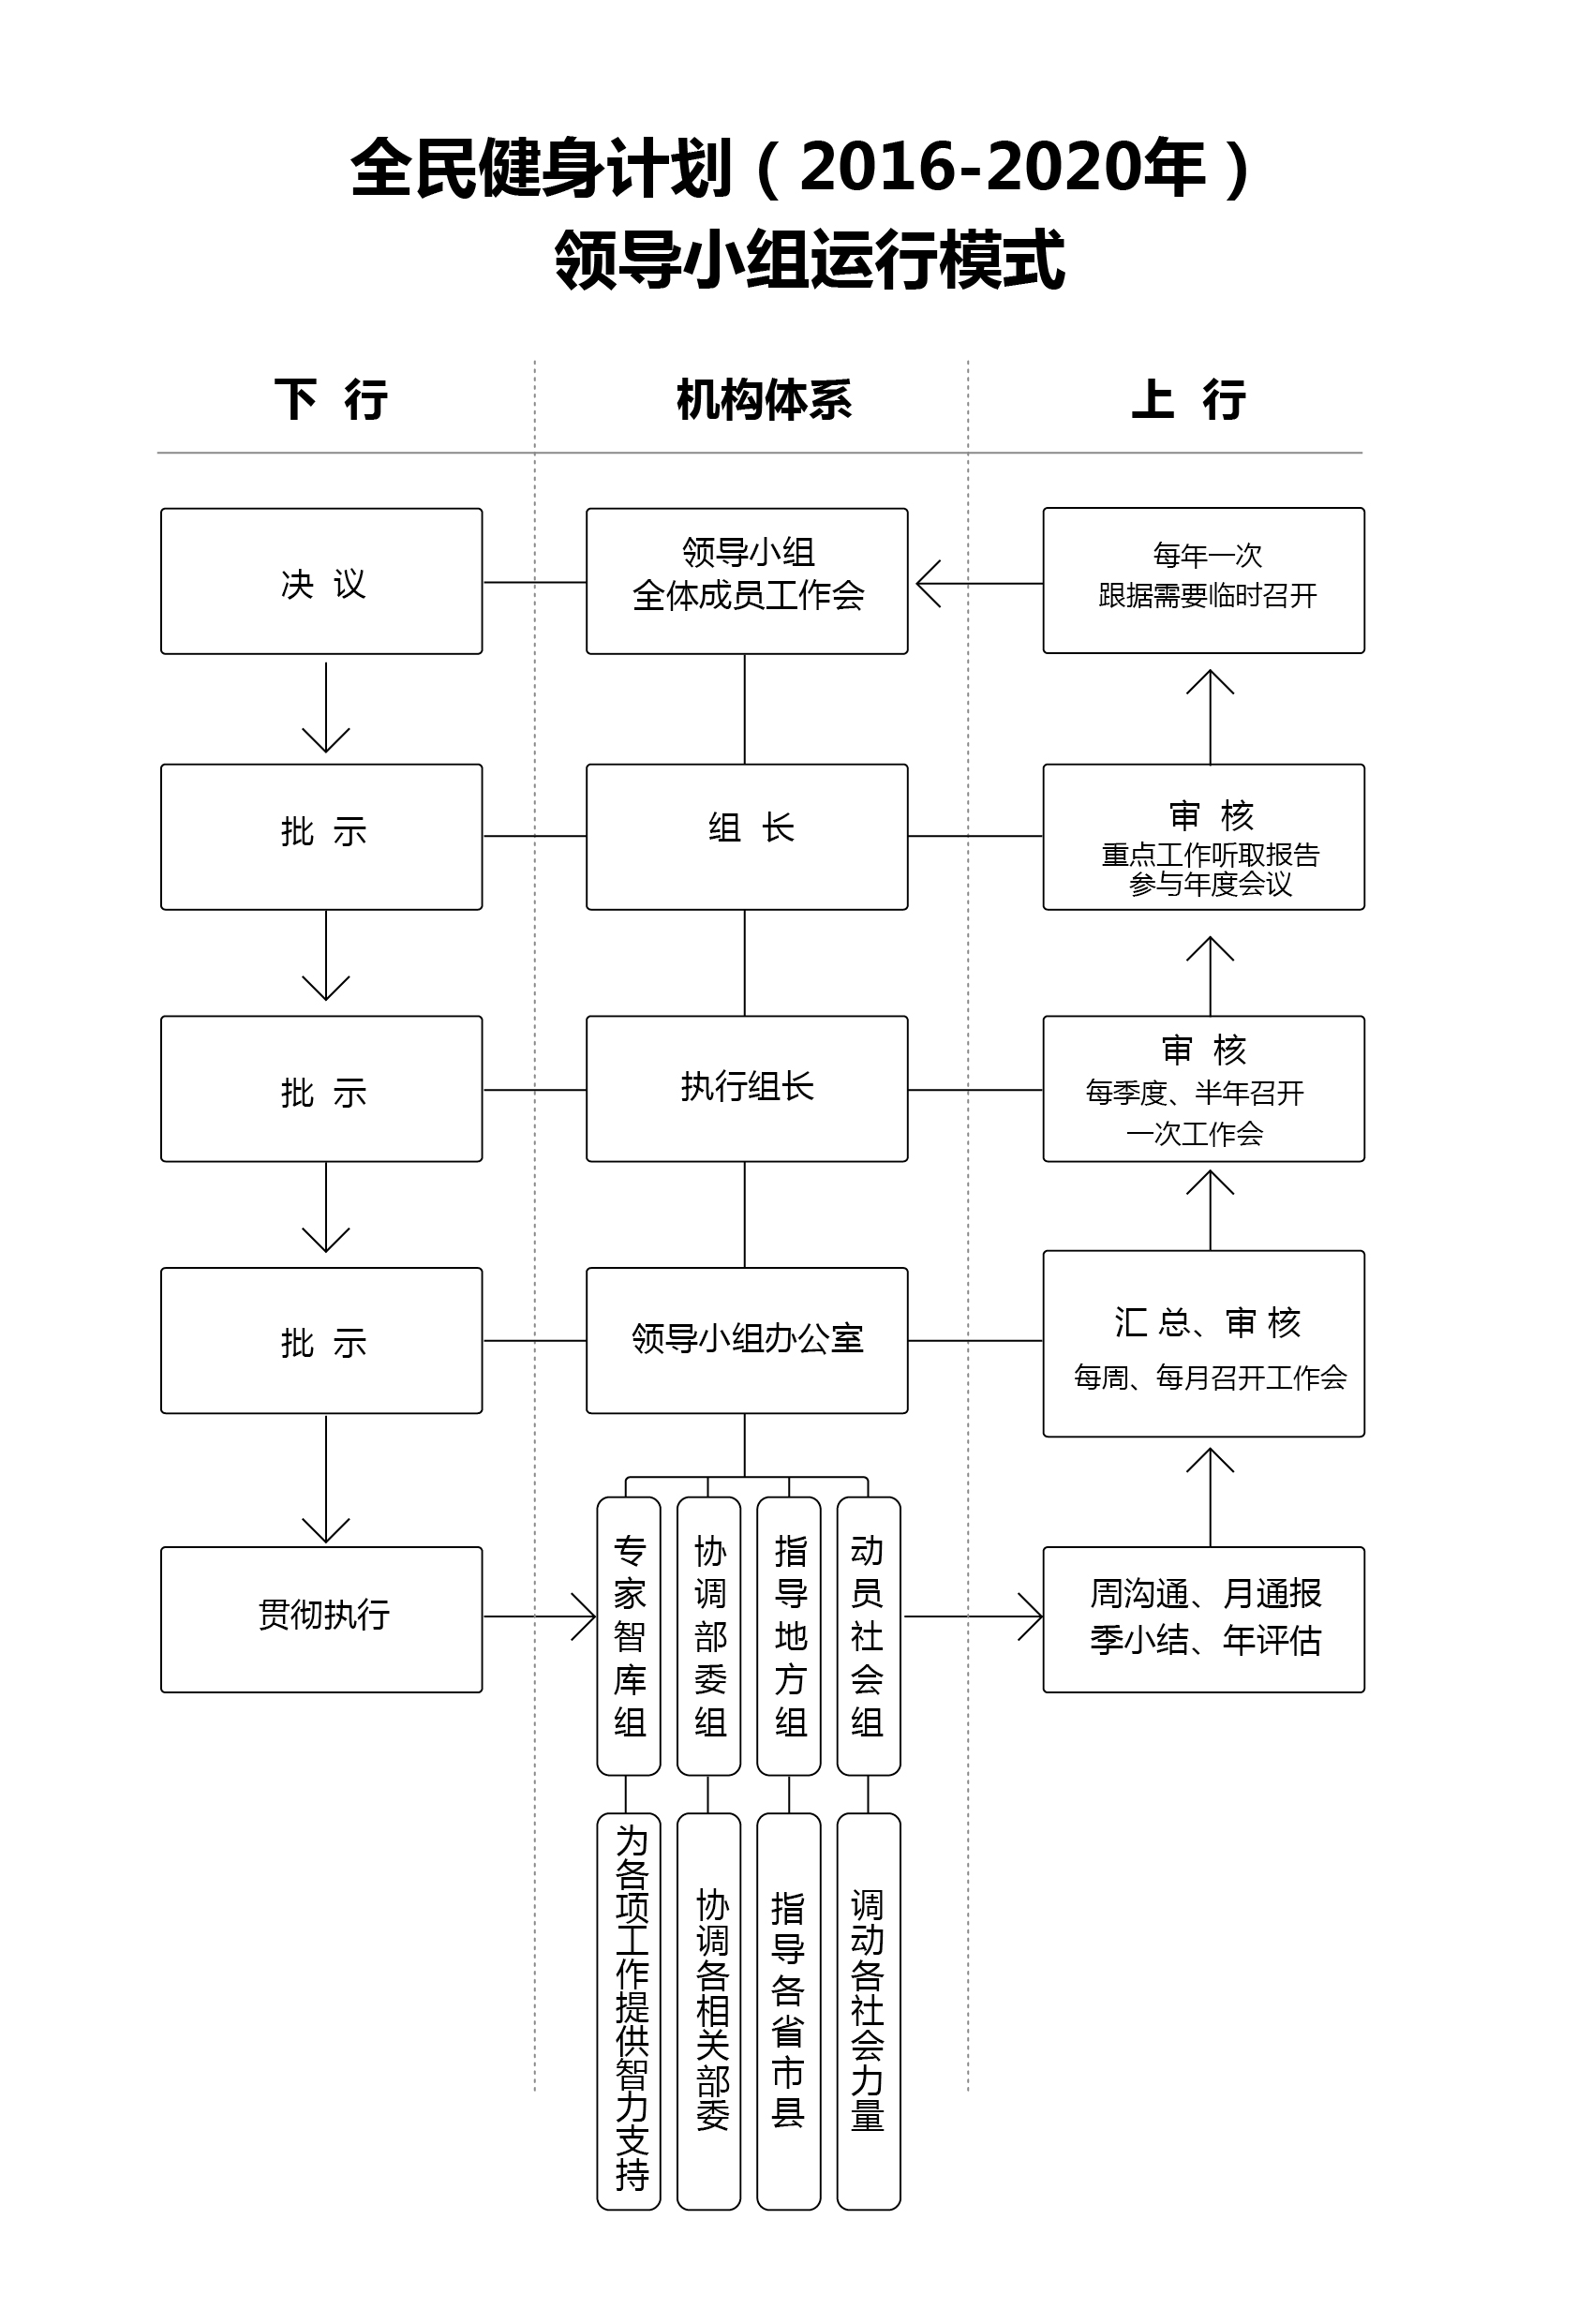 全民健身计划（2016-2020年）
领导小组运行模式
下 行
机构体系
上 行
决 议
领导小组
全体成员工作会
每年一次
跟据需要临时召开
批 示
组 长
审 核
重点工作听取报告
参与年度会议
批 示
执行组长
审 核
每季度、半年召开
一次工作会
批 示
领导小组办公室
汇 总、审 核
每周、每月召开工作会
贯彻执行
专家智库组
协调部委组
指导地方组
动员社会组
周沟通、月通报
季小结、年评估
为各项工作提供智力支持
协调各相关部委
指导各省市县
调动各社会力量